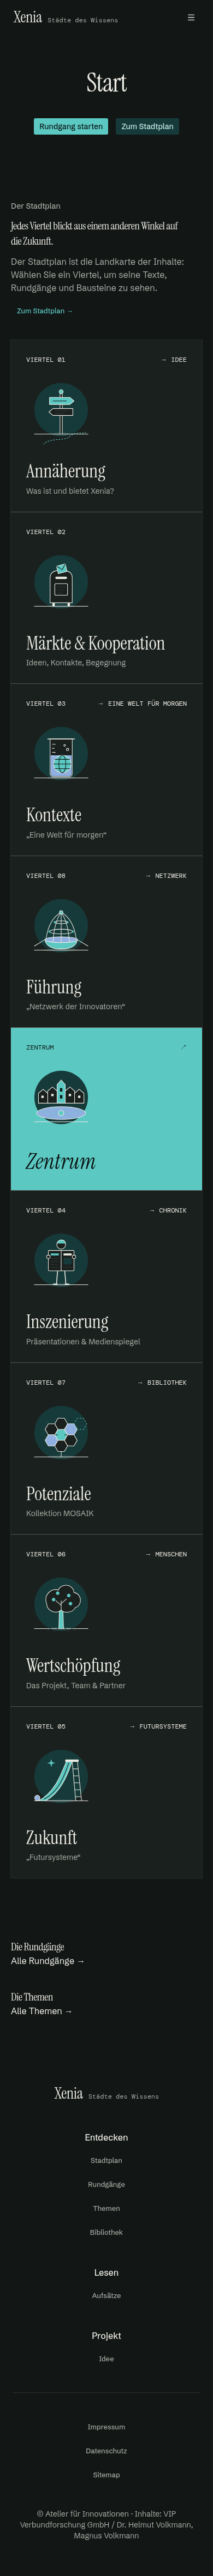 Xenia Städte des Wissens
☰
Start
Rundgang starten
Zum Stadtplan
Der Stadtplan
Jedes Viertel blickt aus einem anderen Winkel auf
die Zukunft.
Der Stadtplan ist die Landkarte der Inhalte:
Wählen Sie ein Viertel, um seine Texte,
Rundgänge und Bausteine zu sehen.
Zum Stadtplan →
VIERTEL 01 → IDEE
Annäherung
Was ist und bietet Xenia?
VIERTEL 02
Märkte & Kooperation
Ideen, Kontakte, Begegnung
VIERTEL 03 → EINE WELT FÜR MORGEN
Kontexte
„Eine Welt für morgen“
VIERTEL 08 → NETZWERK
Führung
„Netzwerk der Innovatoren“
ZENTRUM ↗
Zentrum
VIERTEL 04 → CHRONIK
Inszenierung
Präsentationen & Medienspiegel
VIERTEL 07 → BIBLIOTHEK
Potenziale
Kollektion MOSAIK
VIERTEL 06 → MENSCHEN
Wertschöpfung
Das Projekt, Team & Partner
VIERTEL 05 → FUTURSYSTEME
Zukunft
„Futursysteme“
Die Rundgänge
Alle Rundgänge →
Die Themen
Alle Themen →
Xenia Städte des Wissens
Entdecken
Stadtplan
Rundgänge
Themen
Bibliothek
Lesen
Aufsätze
Projekt
Idee
Impressum
Datenschutz
Sitemap
© Atelier für Innovationen · Inhalte: VIP
Verbundforschung GmbH / Dr. Helmut Volkmann,
Magnus Volkmann